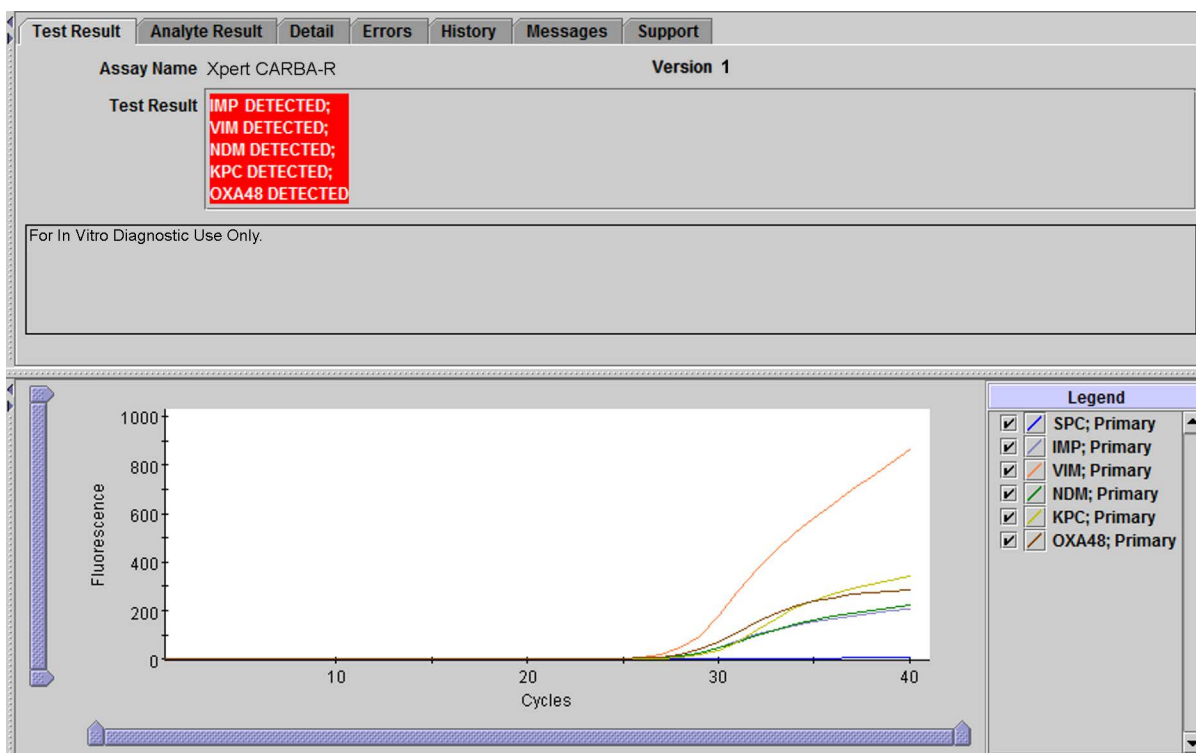 Test Result Analyte Result Detail Errors History Messages Support
Assay Name Xpert CARBA-R Version 1
Test Result IMP DETECTED;
VIM DETECTED;
NDM DETECTED;
KPC DETECTED;
OXA48 DETECTED
For In Vitro Diagnostic Use Only.
1000
800
600
400
200
0
Fluorescence
10 20 30 40
Cycles
Legend
SPC; Primary
IMP; Primary
VIM; Primary
NDM; Primary
KPC; Primary
OXA48; Primary